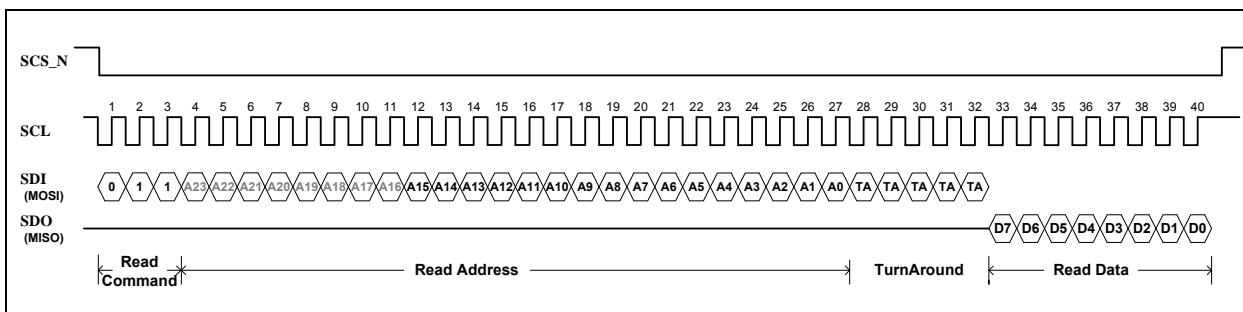 SCS_N
1 2 3 4 5 6 7 8 9 10 11 12 13 14 15 16 17 18 19 20 21 22 23 24 25 26 27 28 29 30 31 32 33 34 35 36 37 38 39 40
SCL
SDI
(MOSI)
0 1 1 A23 A22 A21 A20 A19 A18 A17 A16 A15 A14 A13 A12 A11 A10 A9 A8 A7 A6 A5 A4 A3 A2 A1 A0 TA TA TA TA TA
SDO
(MISO)
D7 D6 D5 D4 D3 D2 D1 D0
Read
Command
Read Address
TurnAround
Read Data